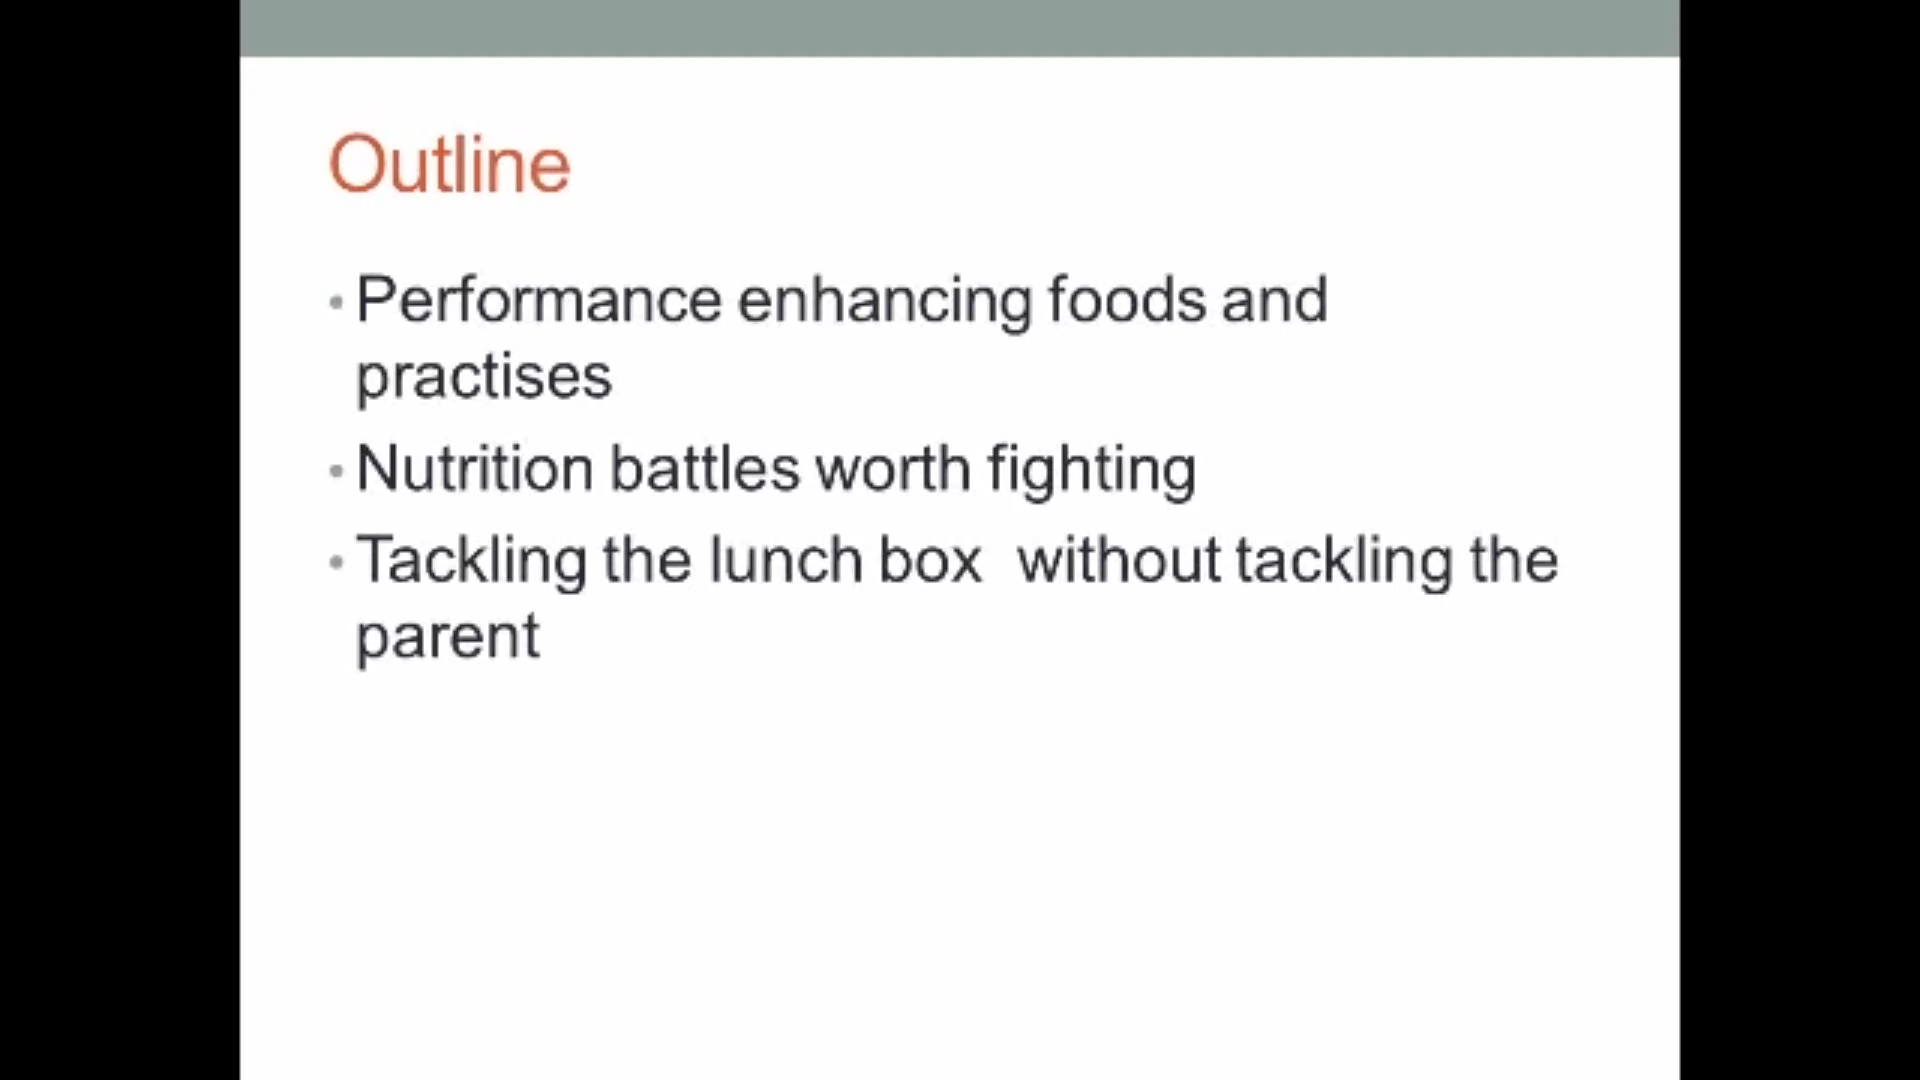 Outline
• Performance enhancing foods and
practises
• Nutrition battles worth fighting
• Tackling the lunch box  without tackling the
parent